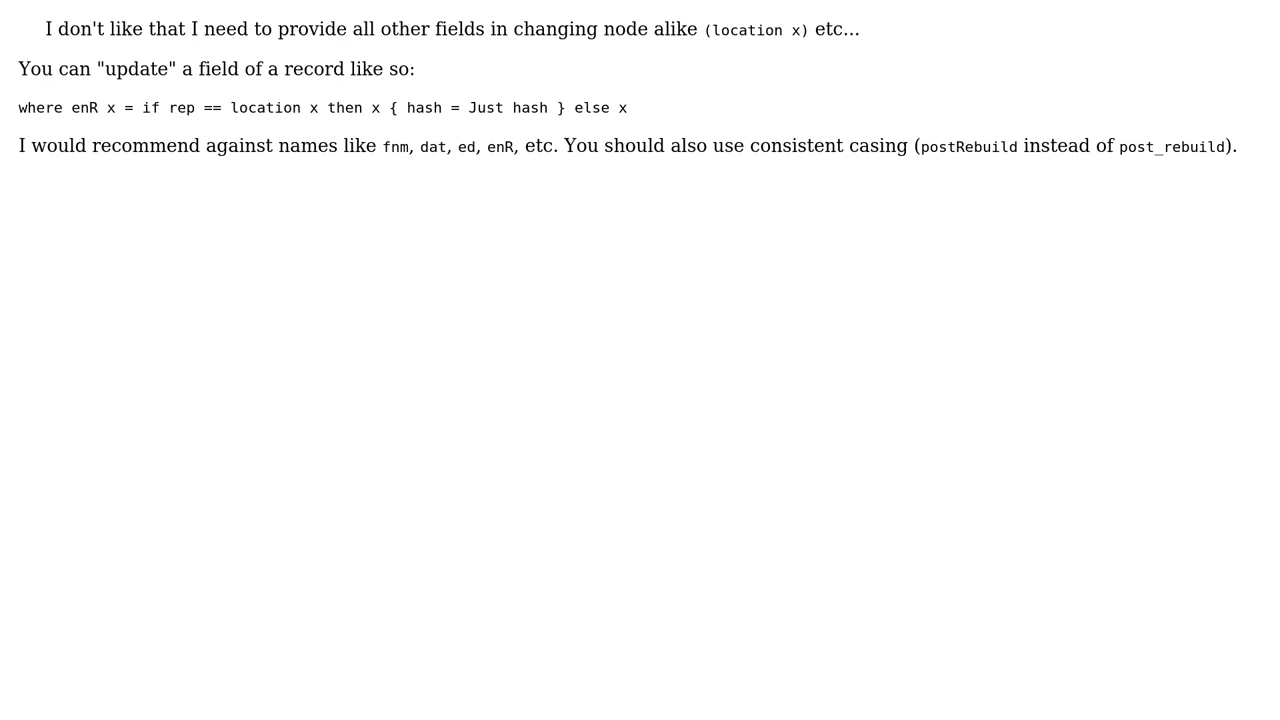 I don't like that I need to provide all other fields in changing node alike (location x) etc...
You can "update" a field of a record like so:
where enR x = if rep == location x then x { hash = Just hash } else x
I would recommend against names like fnm, dat, ed, enR, etc. You should also use consistent casing (postRebuild instead of post_rebuild).